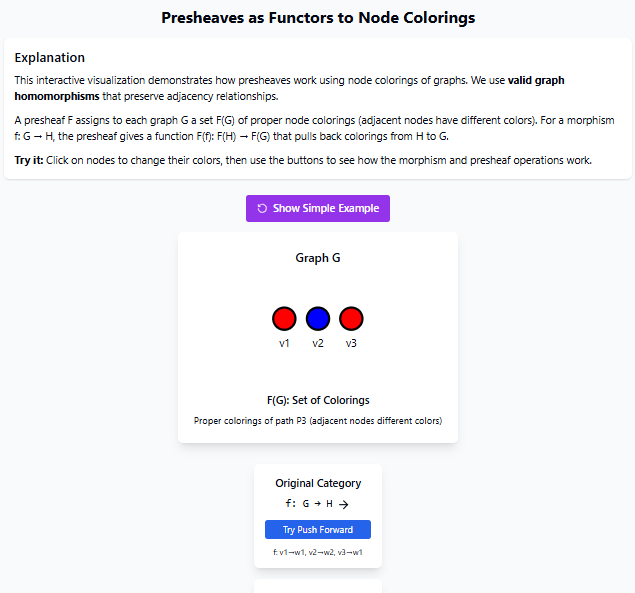 Presheaves as Functors to Node Colorings
Explanation
This interactive visualization demonstrates how presheaves work using node colorings of graphs. We use valid graph
homomorphisms that preserve adjacency relationships.
A presheaf F assigns to each graph G a set F(G) of proper node colorings (adjacent nodes have different colors). For a morphism
f: G → H, the presheaf gives a function F(f): F(H) → F(G) that pulls back colorings from H to G.
Try it: Click on nodes to change their colors, then use the buttons to see how the morphism and presheaf operations work.
Show Simple Example
Graph G
v1 v2 v3
F(G): Set of Colorings
Proper colorings of path P3 (adjacent nodes different colors)
Original Category
f: G → H →
Try Push Forward
f: v1→w1, v2→w2, v3→w1